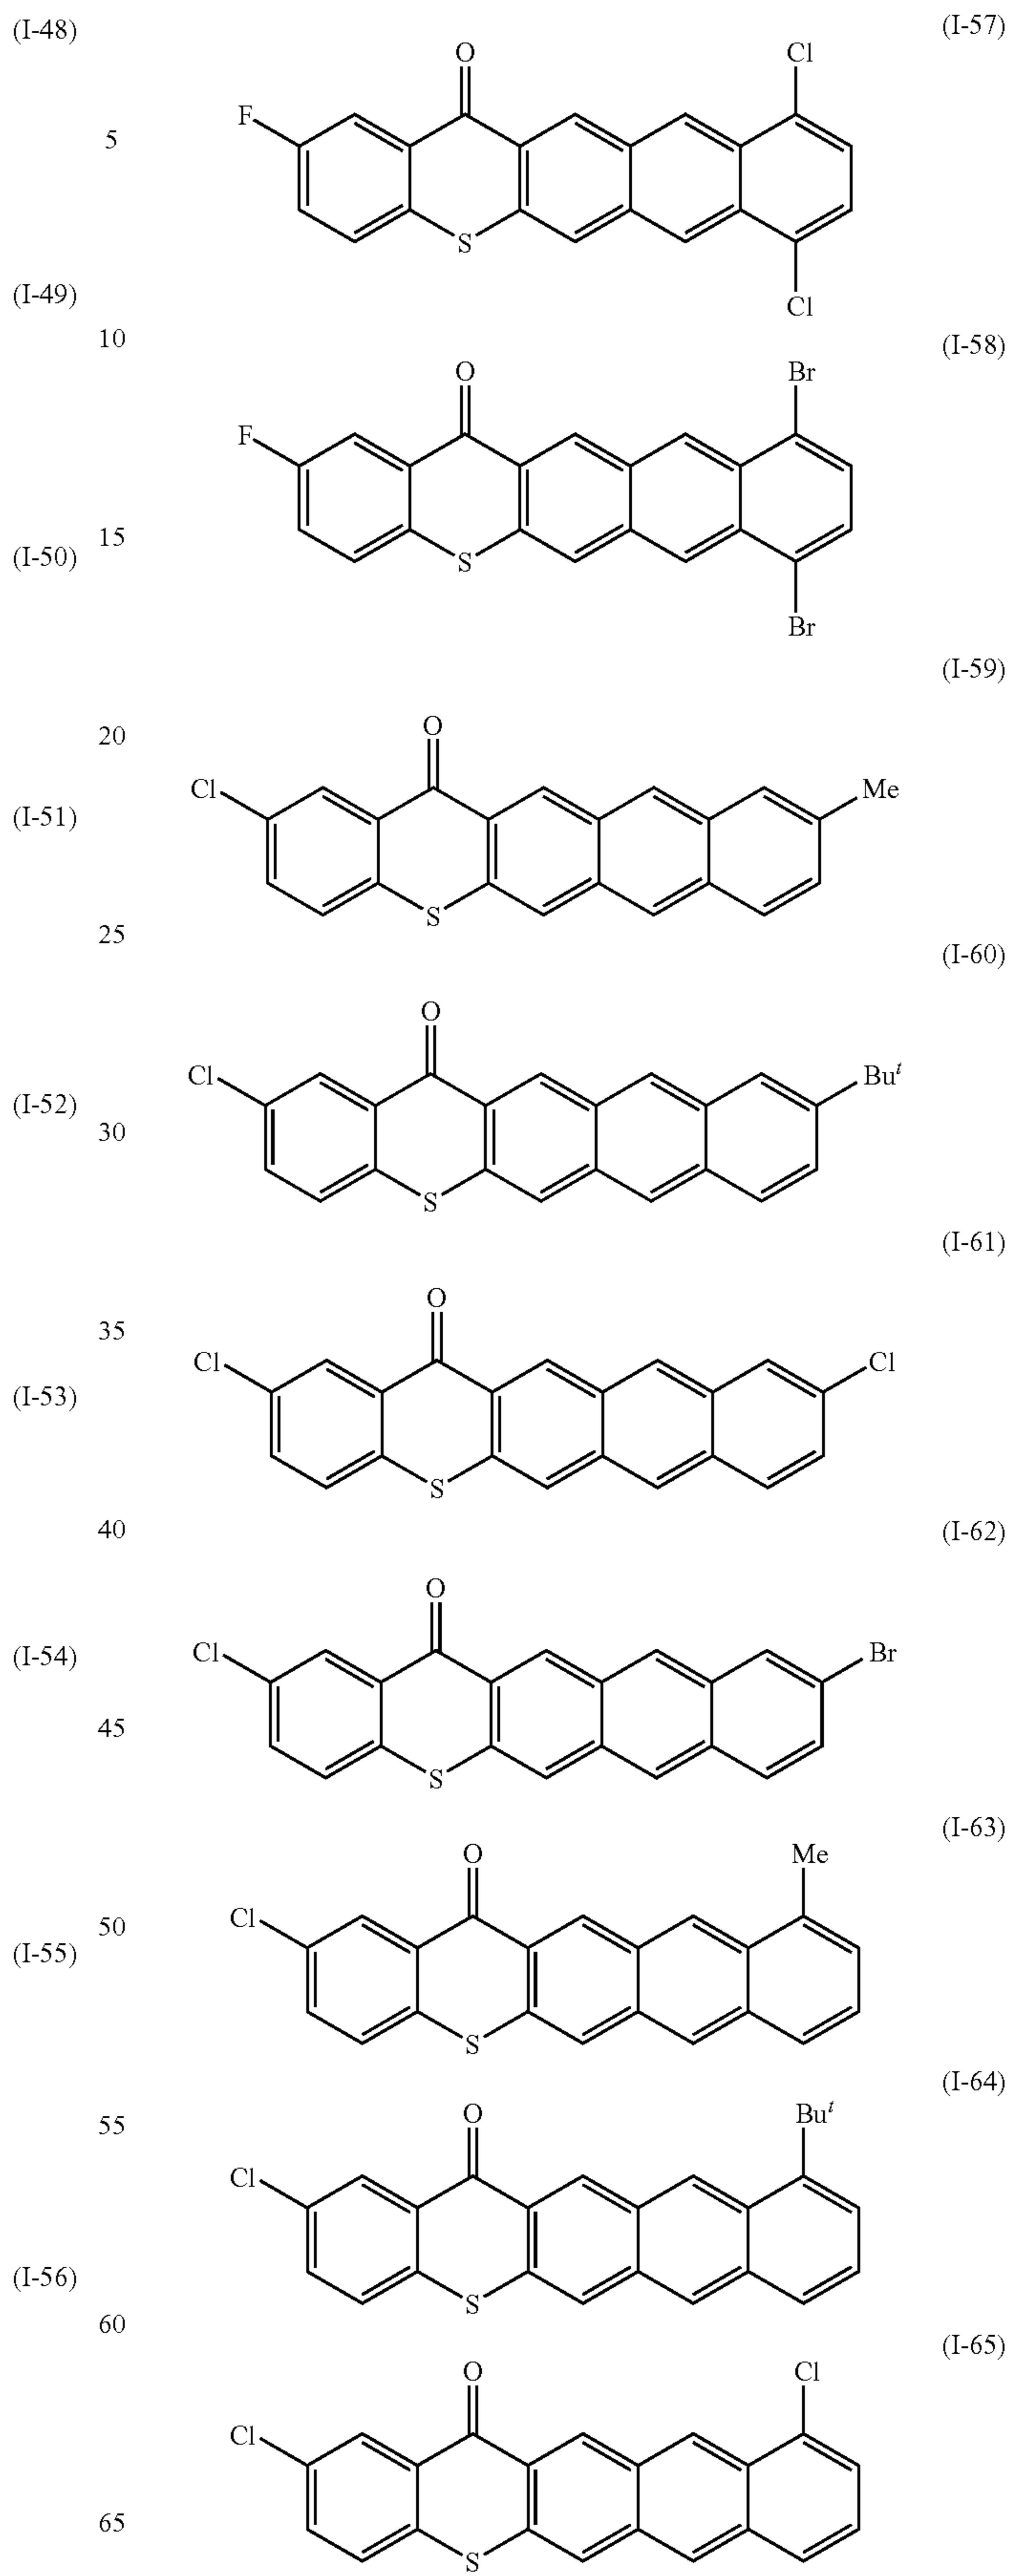 (I-48)
(I-57)
O
Cl
F
5
S
Cl
(I-49)
10
(I-58)
O
Br
F
15
(I-50)
S
Br
(I-59)
20
O
Cl
Me
(I-51)
S
25
(I-60)
O
Cl
Buᵗ
(I-52)
30
S
(I-61)
O
35
Cl
Cl
(I-53)
S
40
(I-62)
O
(I-54)
Cl
Br
45
S
(I-63)
O
Me
Cl
50
(I-55)
S
(I-64)
O
Buᵗ
55
Cl
(I-56)
S
60
(I-65)
O
Cl
Cl
65
S